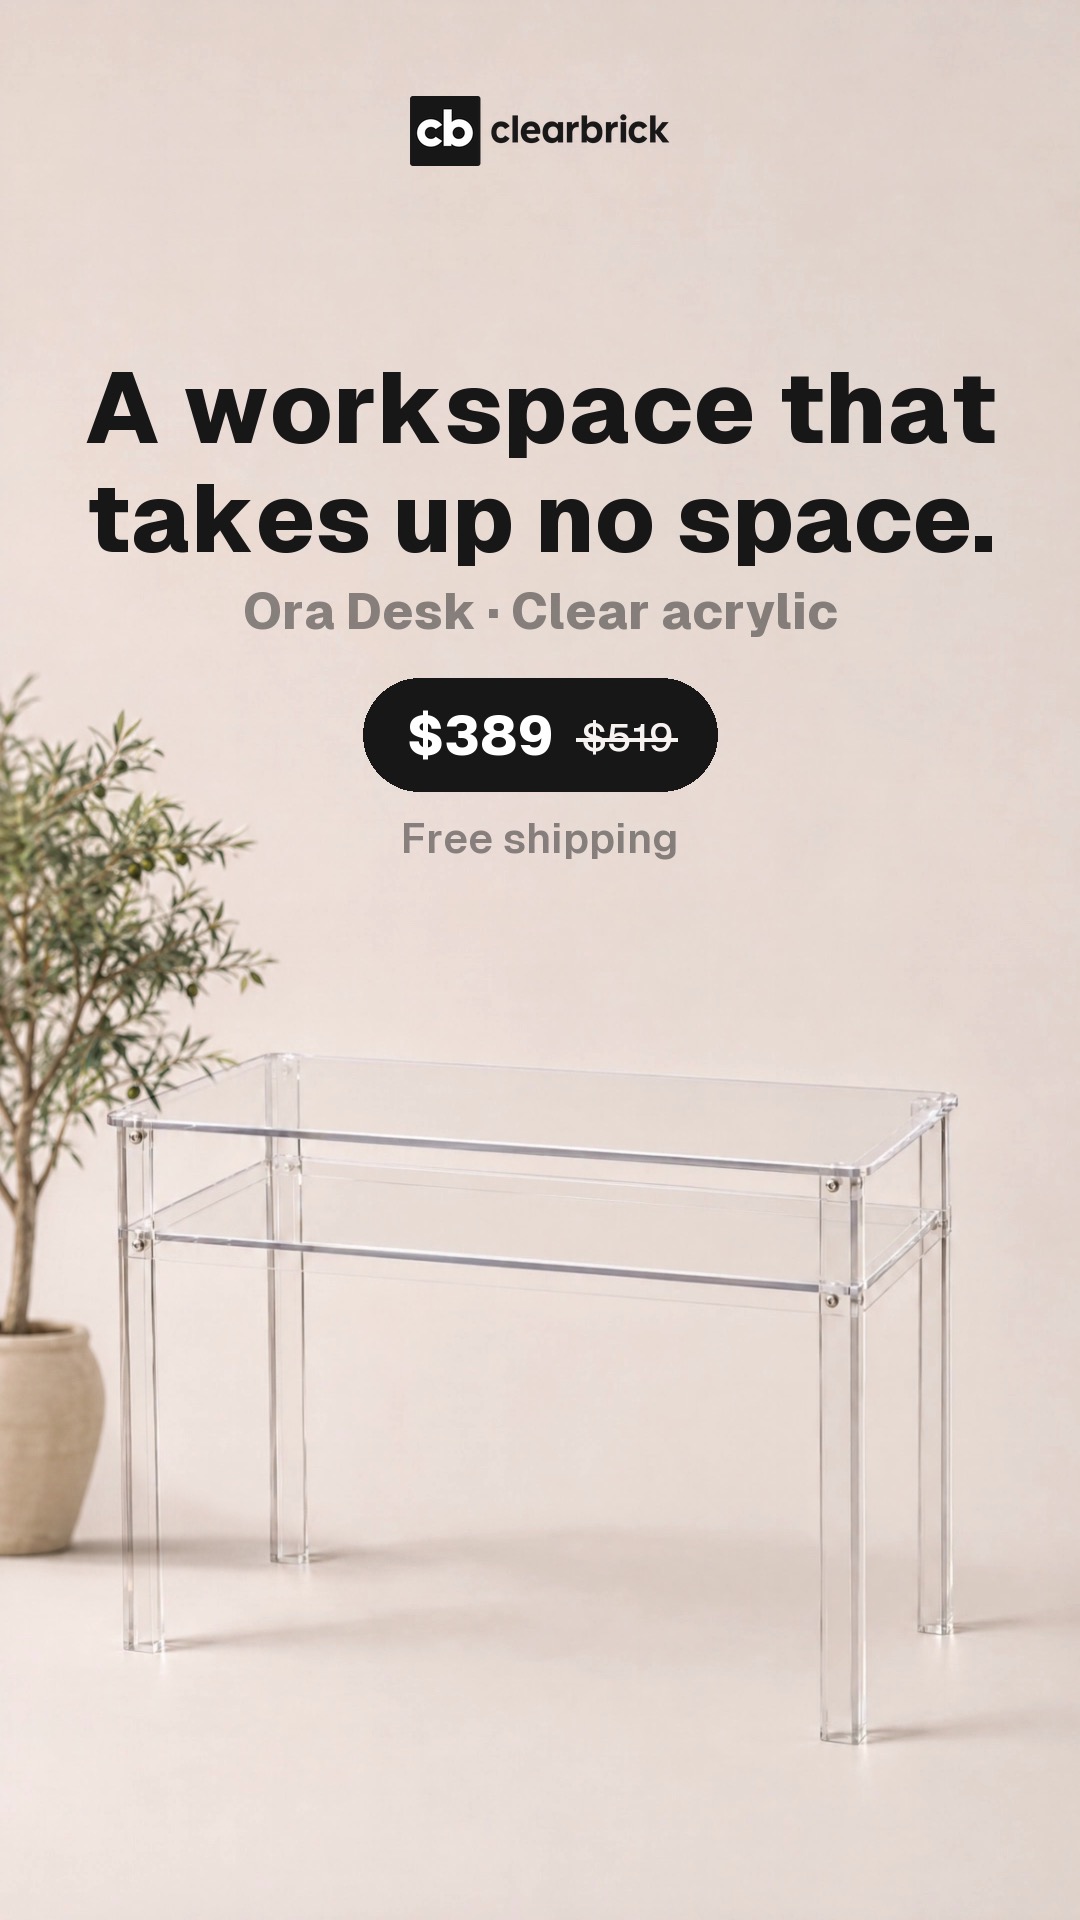 cb clearbrick
A workspace that
takes up no space.
Ora Desk · Clear acrylic
$389 $519
Free shipping